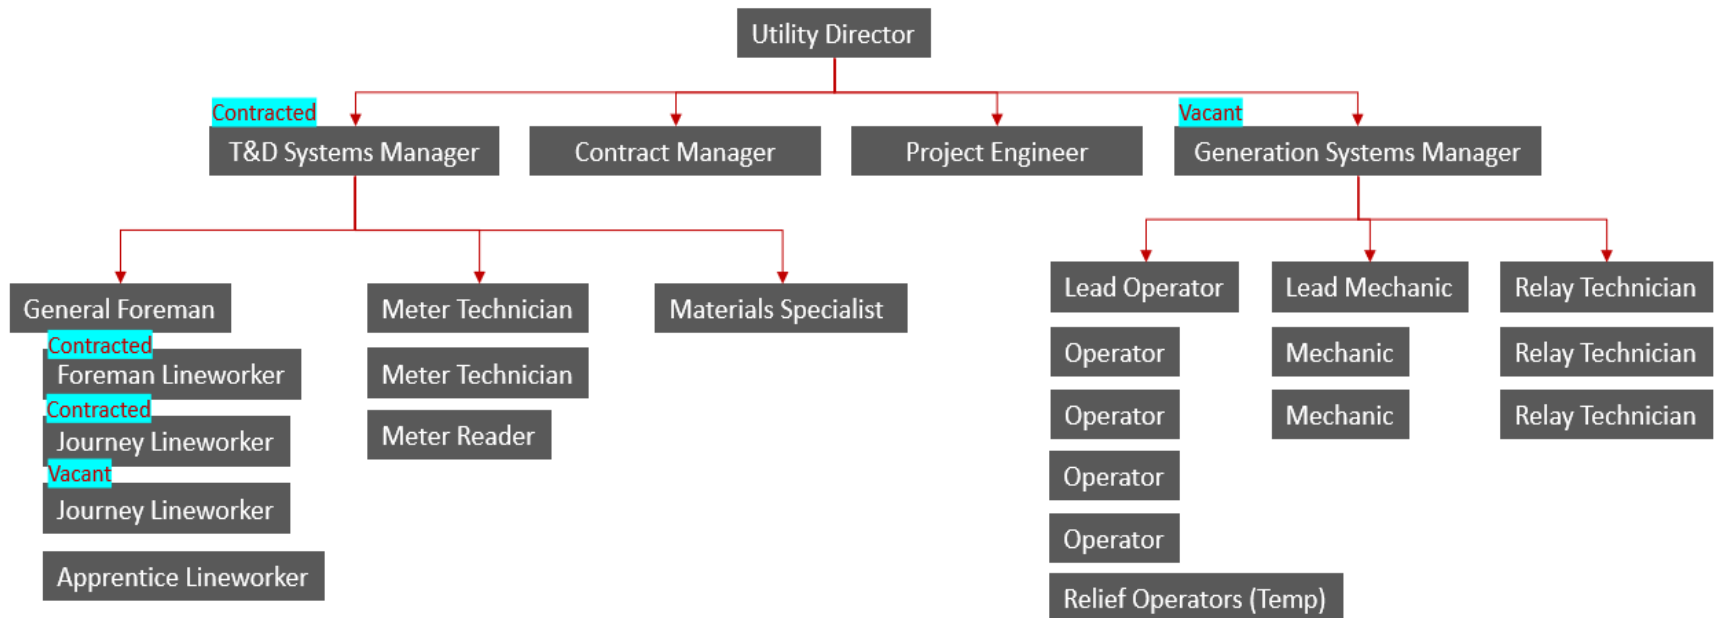 Utility Director
Contracted
T&D Systems Manager
Contract Manager
Project Engineer
Vacant
Generation Systems Manager
General Foreman
Contracted
Foreman Lineworker
Contracted
Journey Lineworker
Vacant
Journey Lineworker
Apprentice Lineworker
Meter Technician
Meter Technician
Meter Reader
Materials Specialist
Lead Operator
Operator
Operator
Operator
Operator
Relief Operators (Temp)
Lead Mechanic
Mechanic
Mechanic
Relay Technician
Relay Technician
Relay Technician